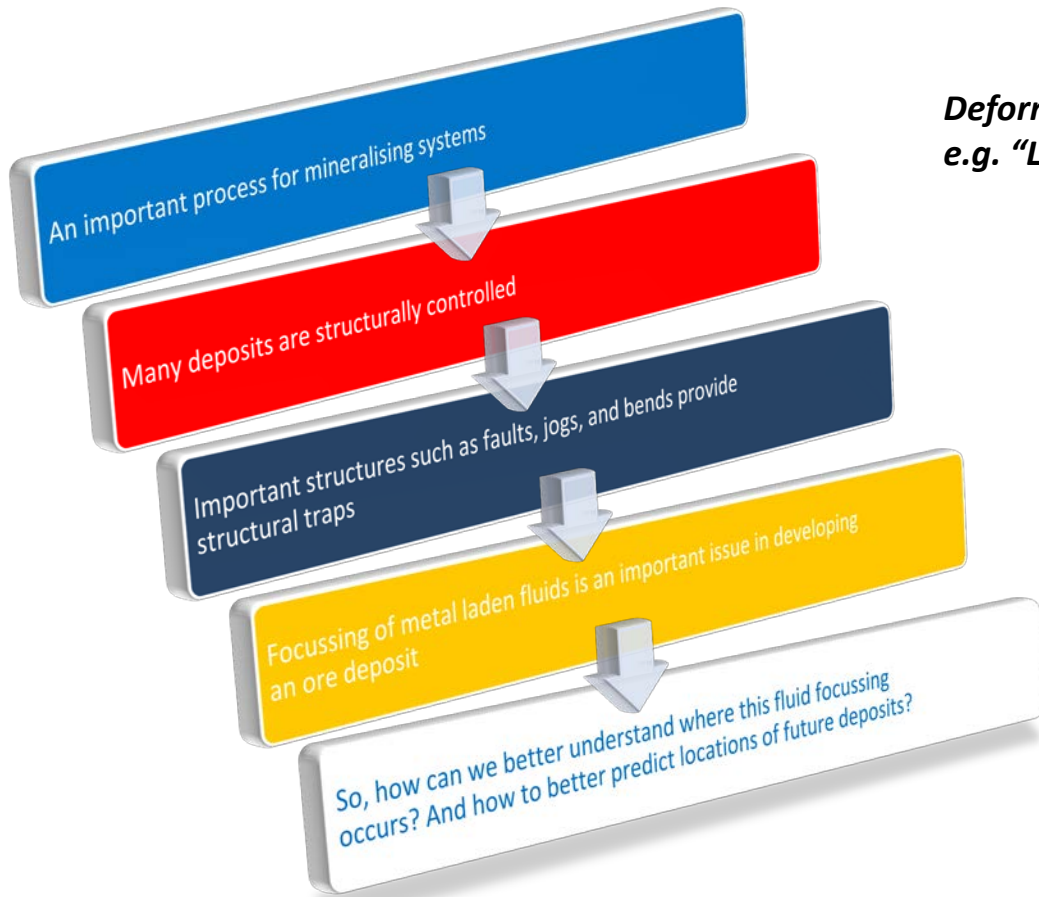 Deforn
e.g. “L
An important process for mineralising systems
Many deposits are structurally controlled
Important structures such as faults, jogs, and bends provide
structural traps
Focussing of metal laden fluids is an important issue in developing
an ore deposit
So, how can we better understand where this fluid focussing
occurs? And how to better predict locations of future deposits?